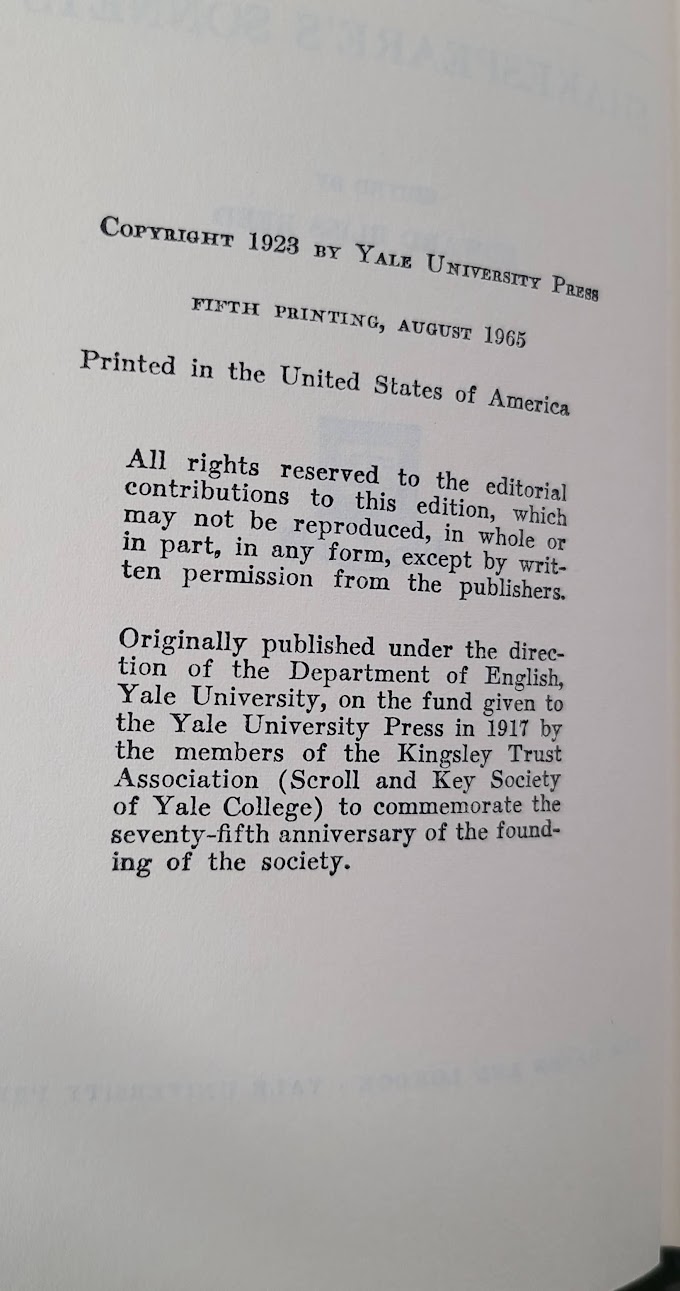 COPYRIGHT 1923 BY YALE UNIVERSITY PRESS
FIFTH PRINTING, AUGUST 1965
Printed in the United States of America
All rights reserved to the editorial
contributions to this edition, which
may not be reproduced, in whole or
in part, in any form, except by writ-
ten permission from the publishers.
Originally published under the direc-
tion of the Department of English,
Yale University, on the fund given to
the Yale University Press in 1917 by
the members of the Kingsley Trust
Association (Scroll and Key Society
of Yale College) to commemorate the
seventy-fifth anniversary of the found-
ing of the society.